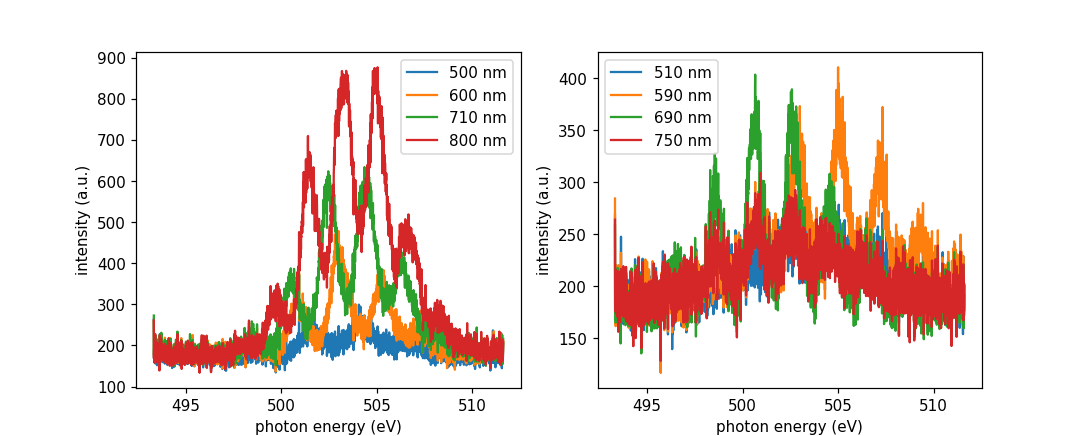 900
800
700
600
500
400
300
200
100
intensity (a.u.)
495
500
505
510
photon energy (eV)
500 nm
600 nm
710 nm
800 nm
400
350
300
250
200
150
intensity (a.u.)
495
500
505
510
photon energy (eV)
510 nm
590 nm
690 nm
750 nm